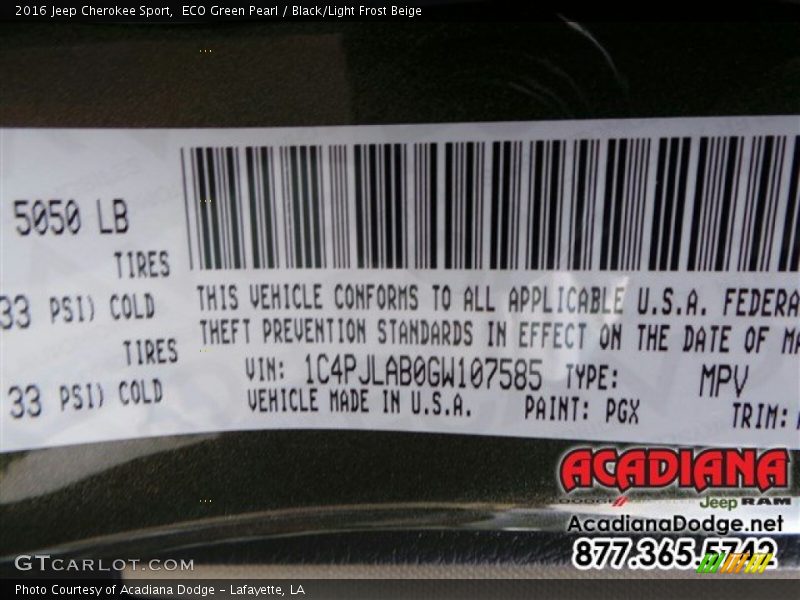 2016 Jeep Cherokee Sport,  ECO Green Pearl / Black/Light Frost Beige
5050 LB
TIRES
33 PSI) COLD
TIRES
33 PSI) COLD
THIS VEHICLE CONFORMS TO ALL APPLICABLE U.S.A. FEDERA
THEFT PREVENTION STANDARDS IN EFFECT ON THE DATE OF MA
VIN: 1C4PJLAB0GW107585 TYPE: MPV
VEHICLE MADE IN U.S.A. PAINT: PGX TRIM:
ACADIANA
DODGE Jeep RAM
AcadianaDodge.net
877.365.5742
GTCARLOT.COM
Photo Courtesy of Acadiana Dodge - Lafayette, LA